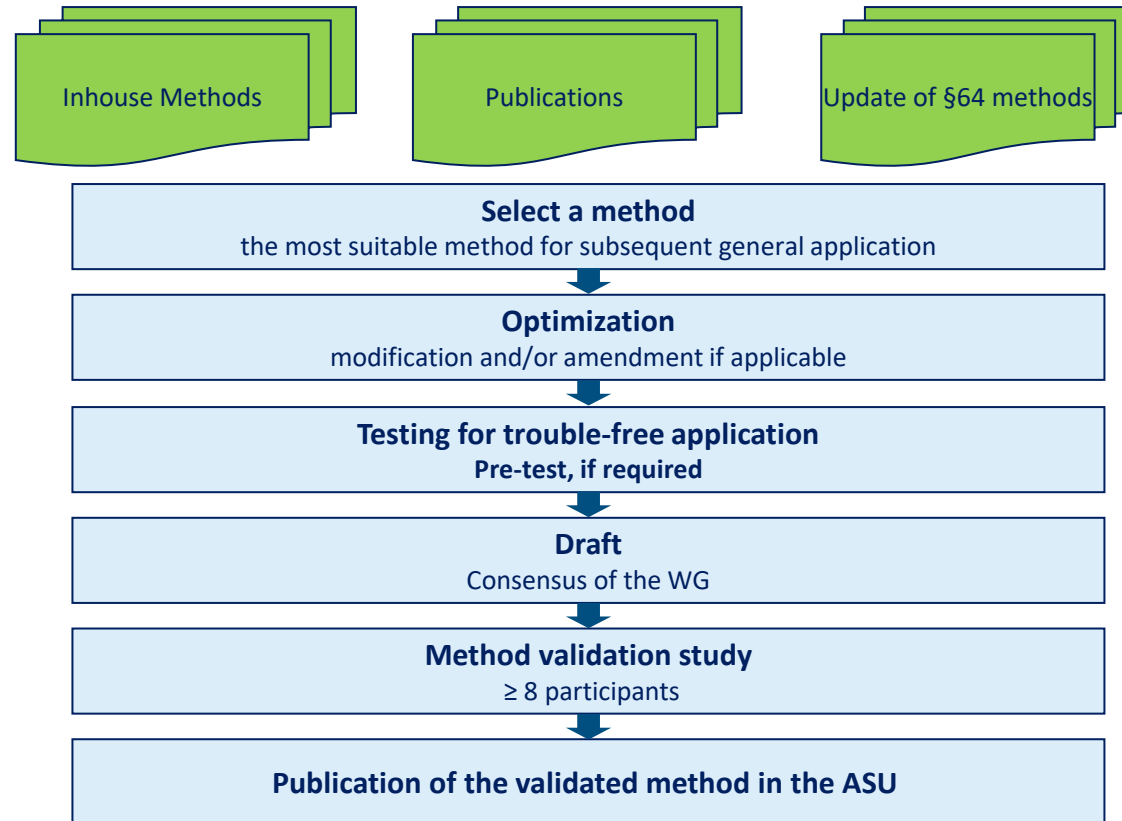 Inhouse Methods
Publications
Update of §64 methods
Select a method
the most suitable method for subsequent general application
Optimization
modification and/or amendment if applicable
Testing for trouble-free application
Pre-test, if required
Draft
Consensus of the WG
Method validation study
≥ 8 participants
Publication of the validated method in the ASU